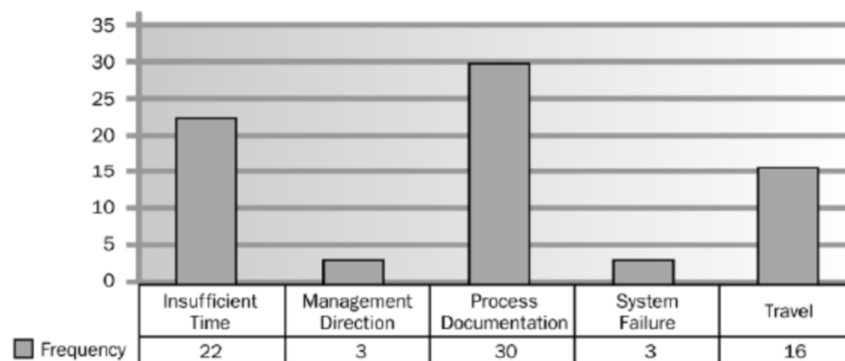 35
30
25
20
15
10
5
0
Insufficient Time
Management Direction
Process Documentation
System Failure
Travel
Frequency 22 3 30 3 16